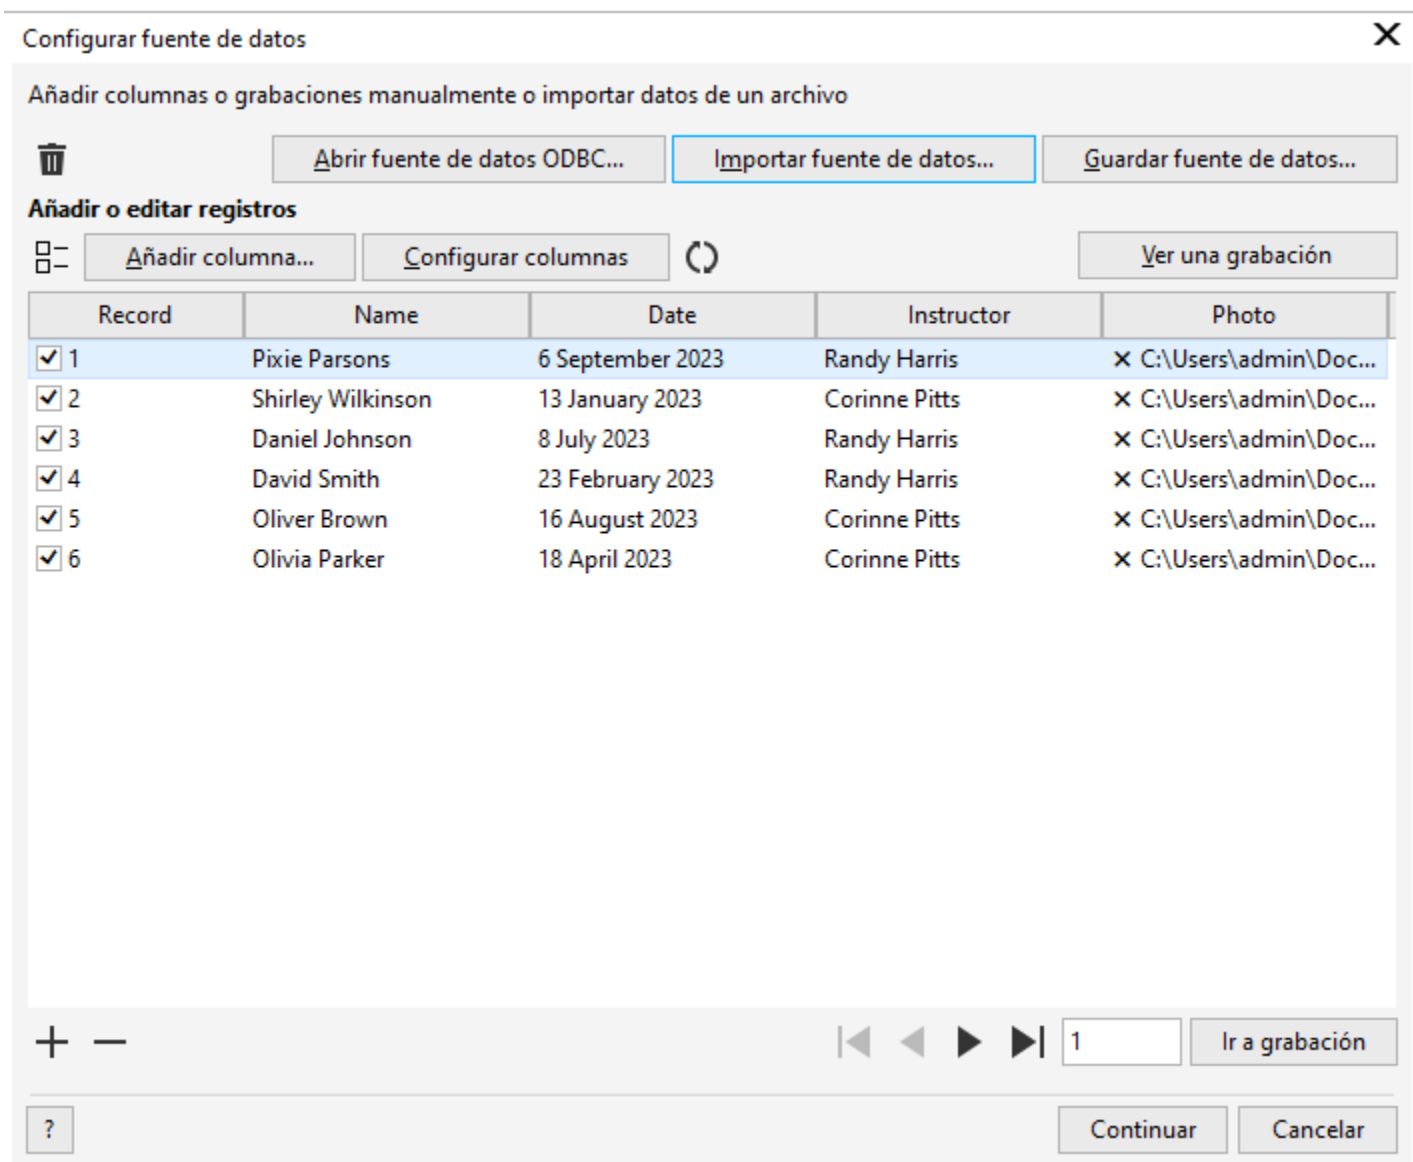 Configurar fuente de datos
Añadir columnas o grabaciones manualmente o importar datos de un archivo
Abrir fuente de datos ODBC... Importar fuente de datos... Guardar fuente de datos...
Añadir o editar registros
Añadir columna... Configurar columnas Ver una grabación
Record Name Date Instructor Photo
1 Pixie Parsons 6 September 2023 Randy Harris C:\Users\admin\Doc...
2 Shirley Wilkinson 13 January 2023 Corinne Pitts C:\Users\admin\Doc...
3 Daniel Johnson 8 July 2023 Randy Harris C:\Users\admin\Doc...
4 David Smith 23 February 2023 Randy Harris C:\Users\admin\Doc...
5 Oliver Brown 16 August 2023 Corinne Pitts C:\Users\admin\Doc...
6 Olivia Parker 18 April 2023 Corinne Pitts C:\Users\admin\Doc...
1 Ir a grabación
? Continuar Cancelar